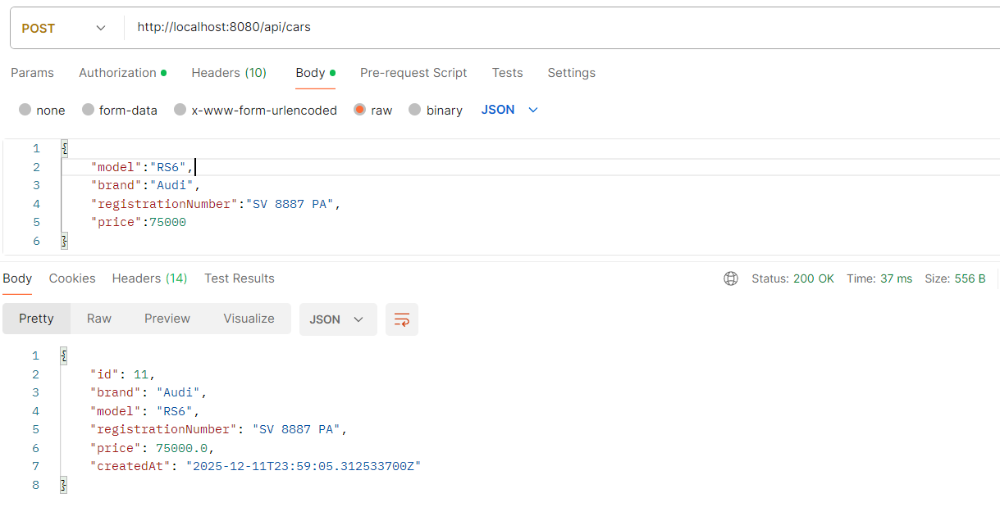 POST http://localhost:8080/api/cars
Params Authorization Headers (10) Body Pre-request Script Tests Settings
none form-data x-www-form-urlencoded raw binary JSON
1 {
2 "model":"RS6",
3 "brand":"Audi",
4 "registrationNumber":"SV 8887 PA",
5 "price":75000
6 }
Body Cookies Headers (14) Test Results Status: 200 OK Time: 37 ms Size: 556 B
Pretty Raw Preview Visualize JSON
1 {
2 "id": 11,
3 "brand": "Audi",
4 "model": "RS6",
5 "registrationNumber": "SV 8887 PA",
6 "price": 75000.0,
7 "createdAt": "2025-12-11T23:59:05.312533700Z"
8 }